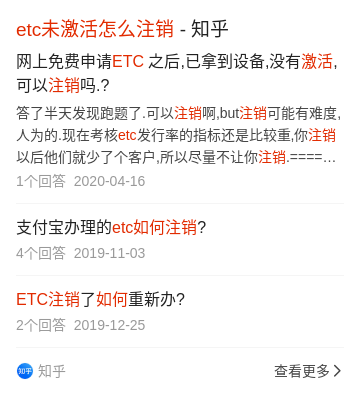 etc未激活怎么注销 - 知乎
网上免费申请ETC 之后,已拿到设备,没有激活,
可以注销吗.?
答了半天发现跑题了.可以注销啊,but注销可能有难度,
人为的.现在考核etc发行率的指标还是比较重,你注销
以后他们就少了个客户,所以尽量不让你注销.====…
1个回答 2020-04-16
支付宝办理的etc如何注销?
4个回答 2019-11-03
ETC注销了如何重新办?
2个回答 2019-12-25
知乎 知乎 查看更多